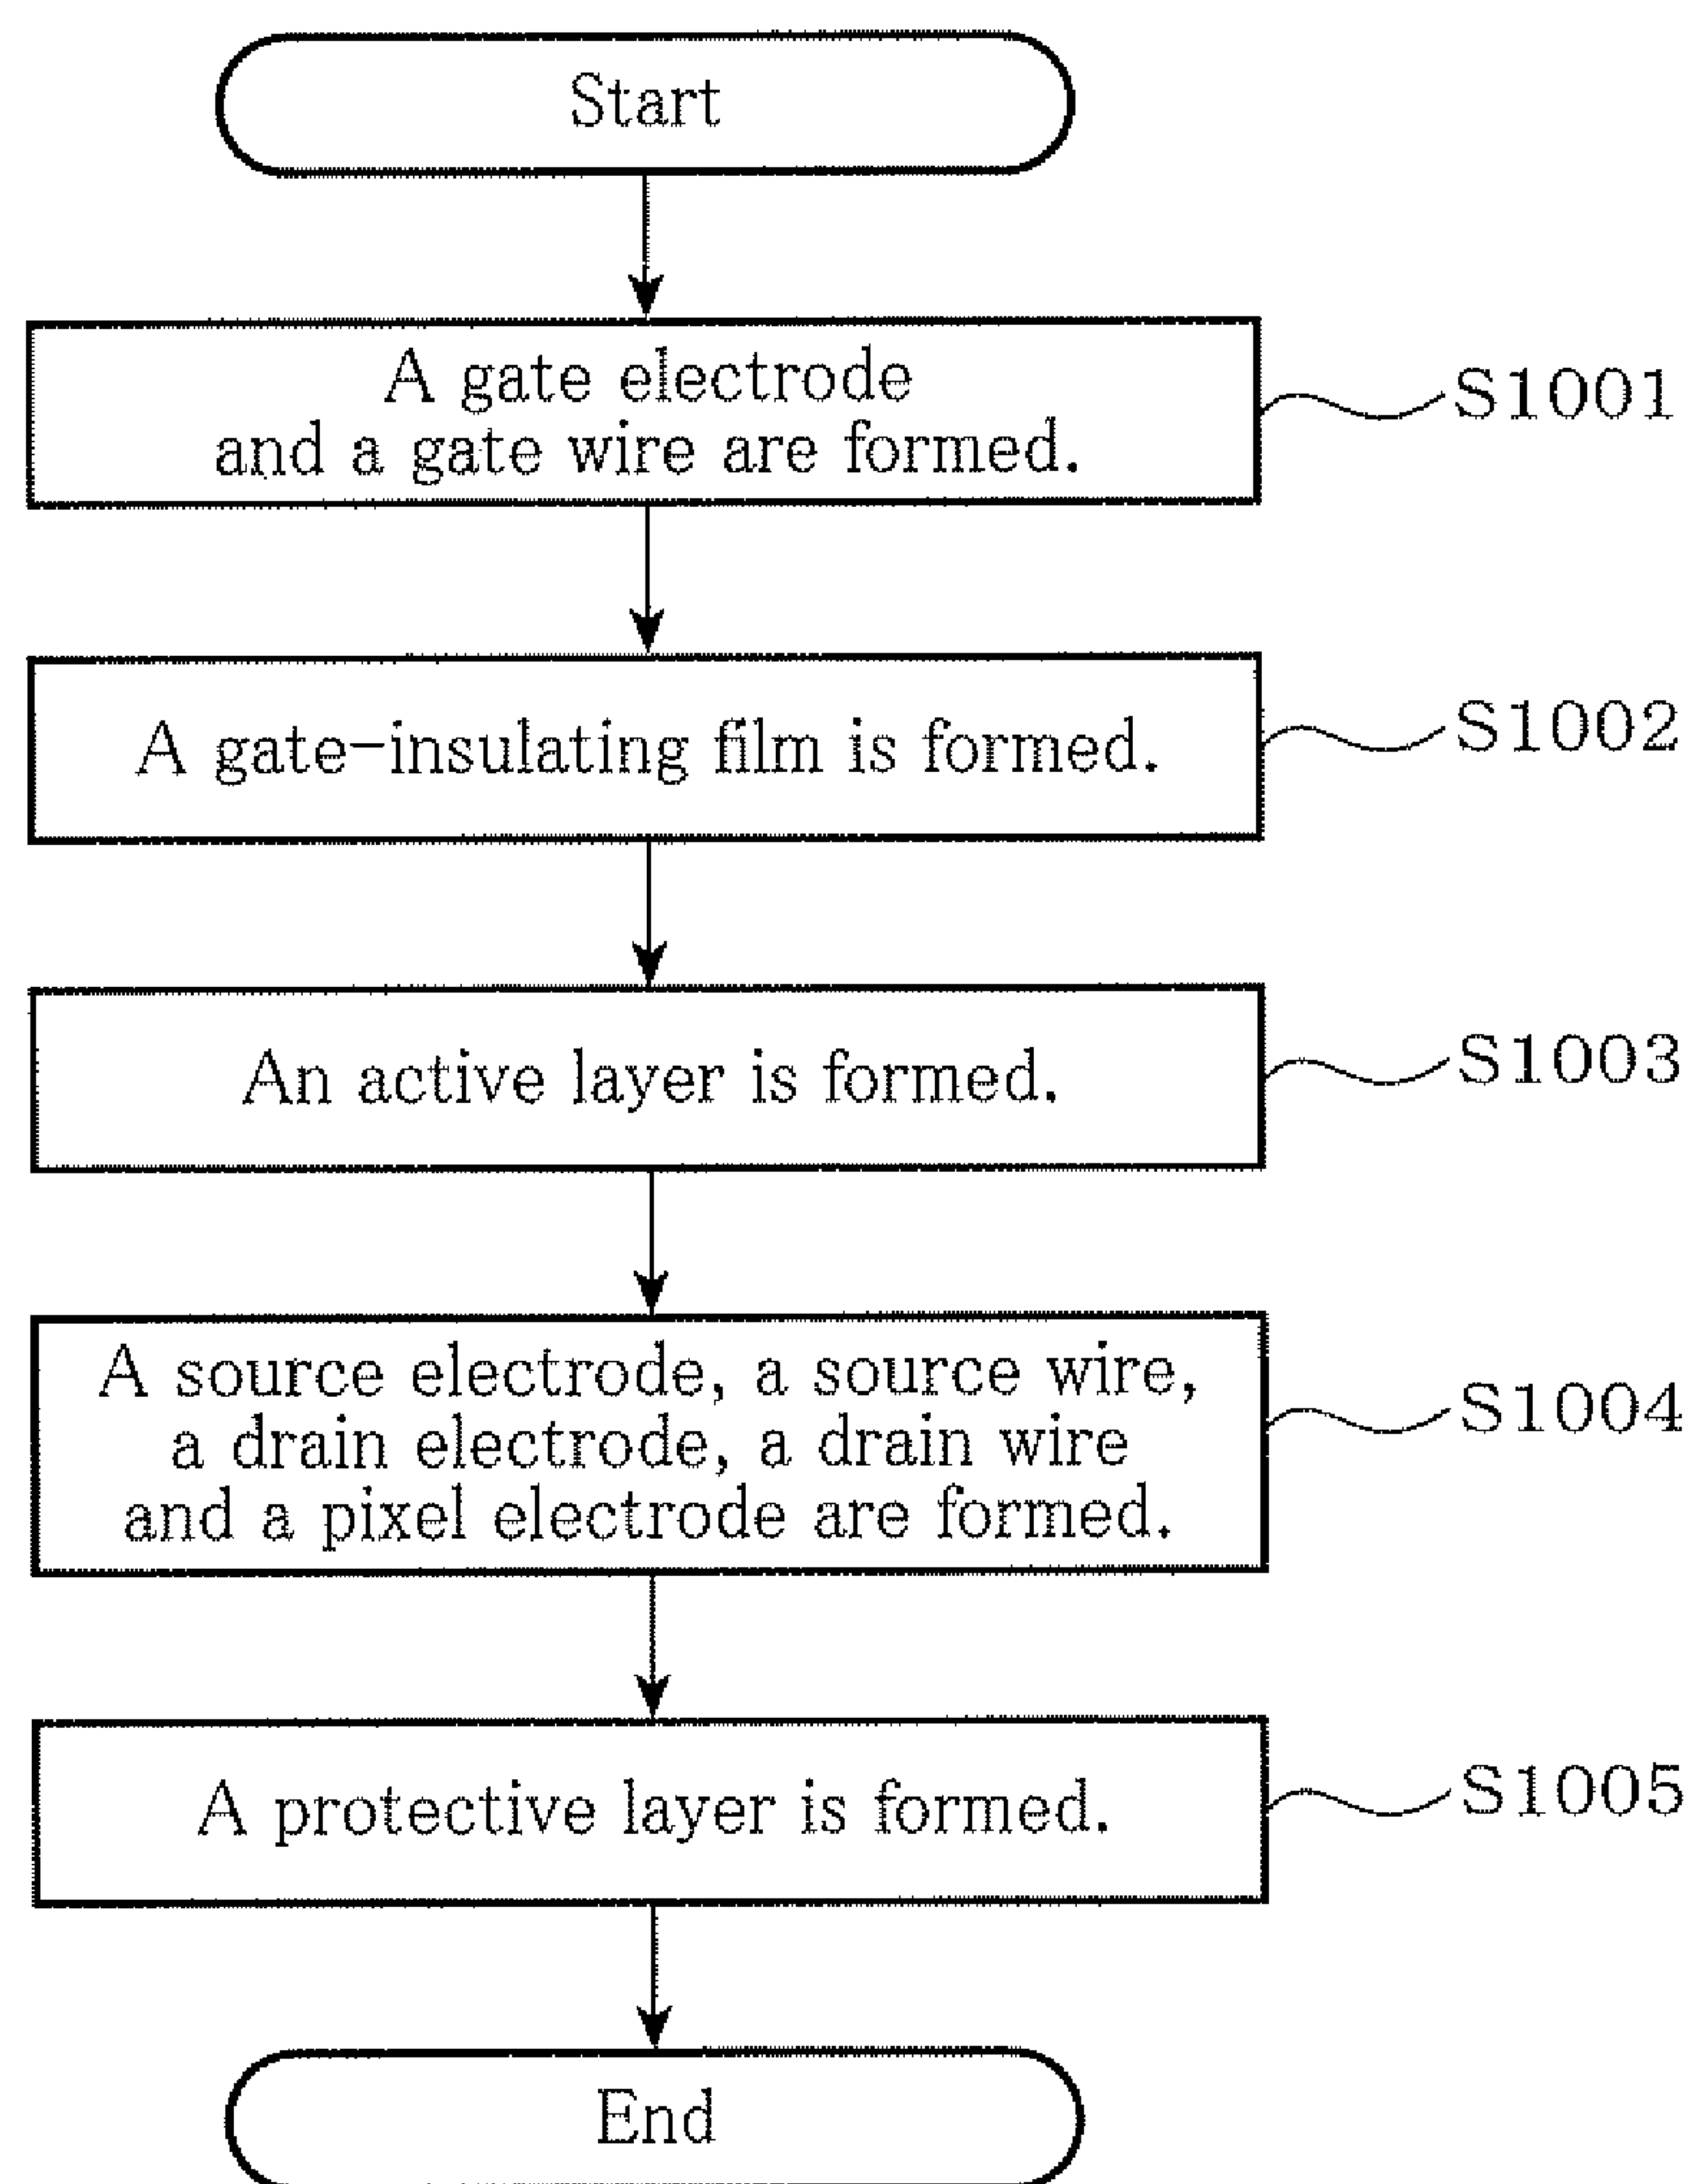 Start
A gate electrode
and a gate wire are formed.
S1001
A gate-insulating film is formed.
S1002
An active layer is formed.
S1003
A source electrode, a source wire,
a drain electrode, a drain wire
and a pixel electrode are formed.
S1004
A protective layer is formed.
S1005
End